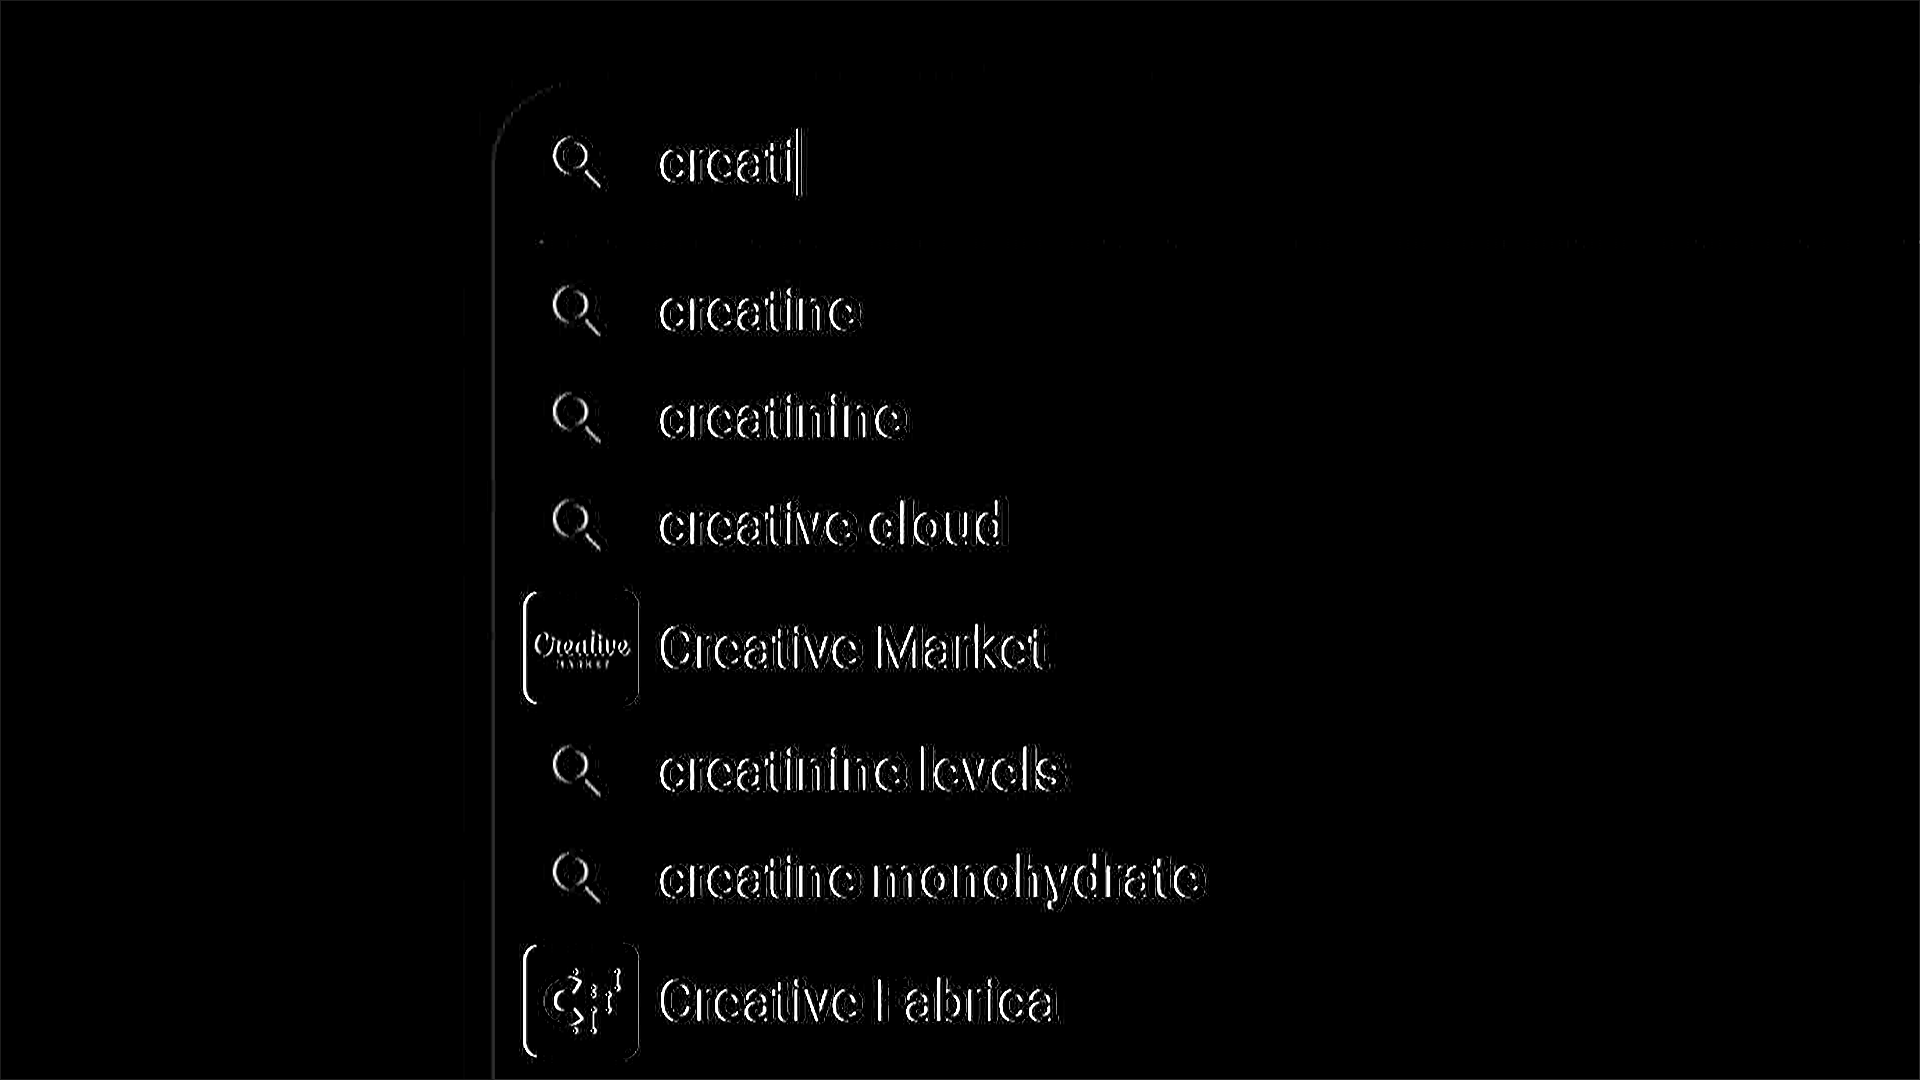 creati
creatine
creatinine
creative cloud
Creative MARKET
Creative Market
creatinine levels
creatine monohydrate
Creative Fabrica